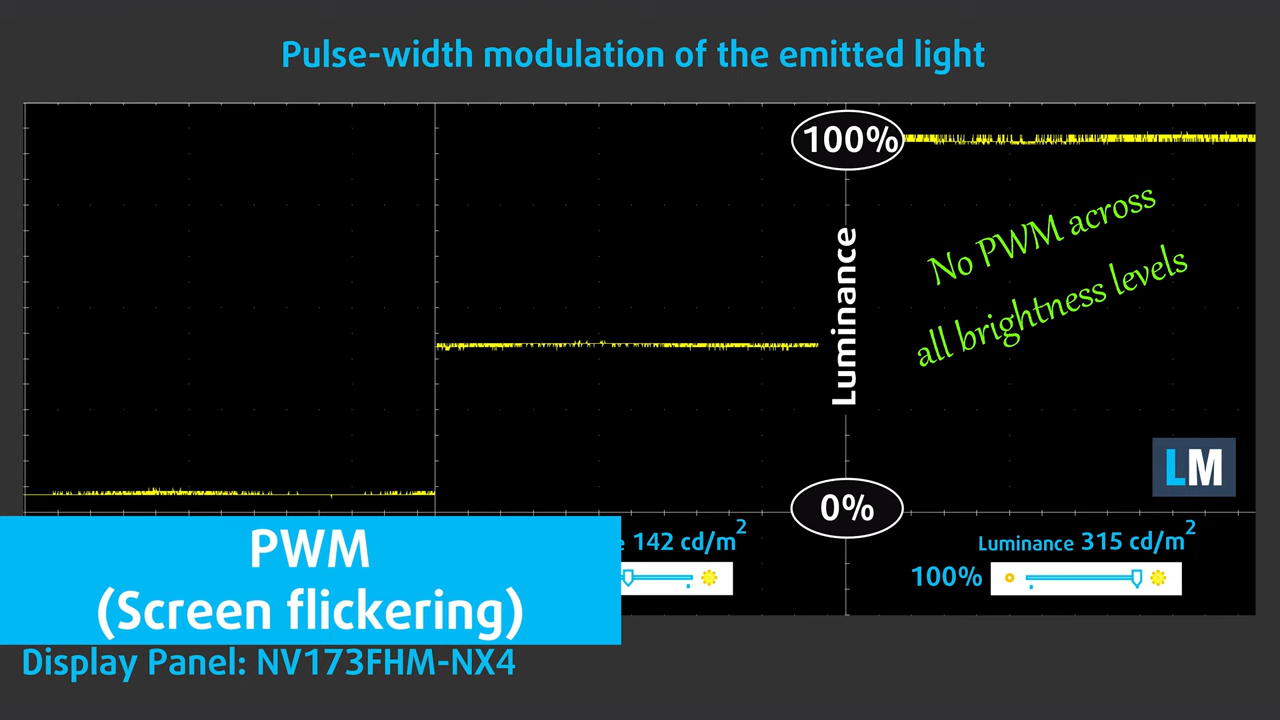 Pulse-width modulation of the emitted light
100%
Luminance
0%
No PWM across
all brightness levels
LM
142 cd/m²
Luminance 315 cd/m²
100%
PWM
(Screen flickering)
Display Panel: NV173FHM-NX4